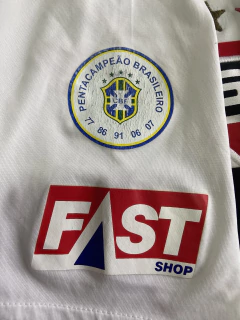 PENTACAMPEÃO BRASILEIRO
CBF
77 86 91 06 07
FAST
SHOP